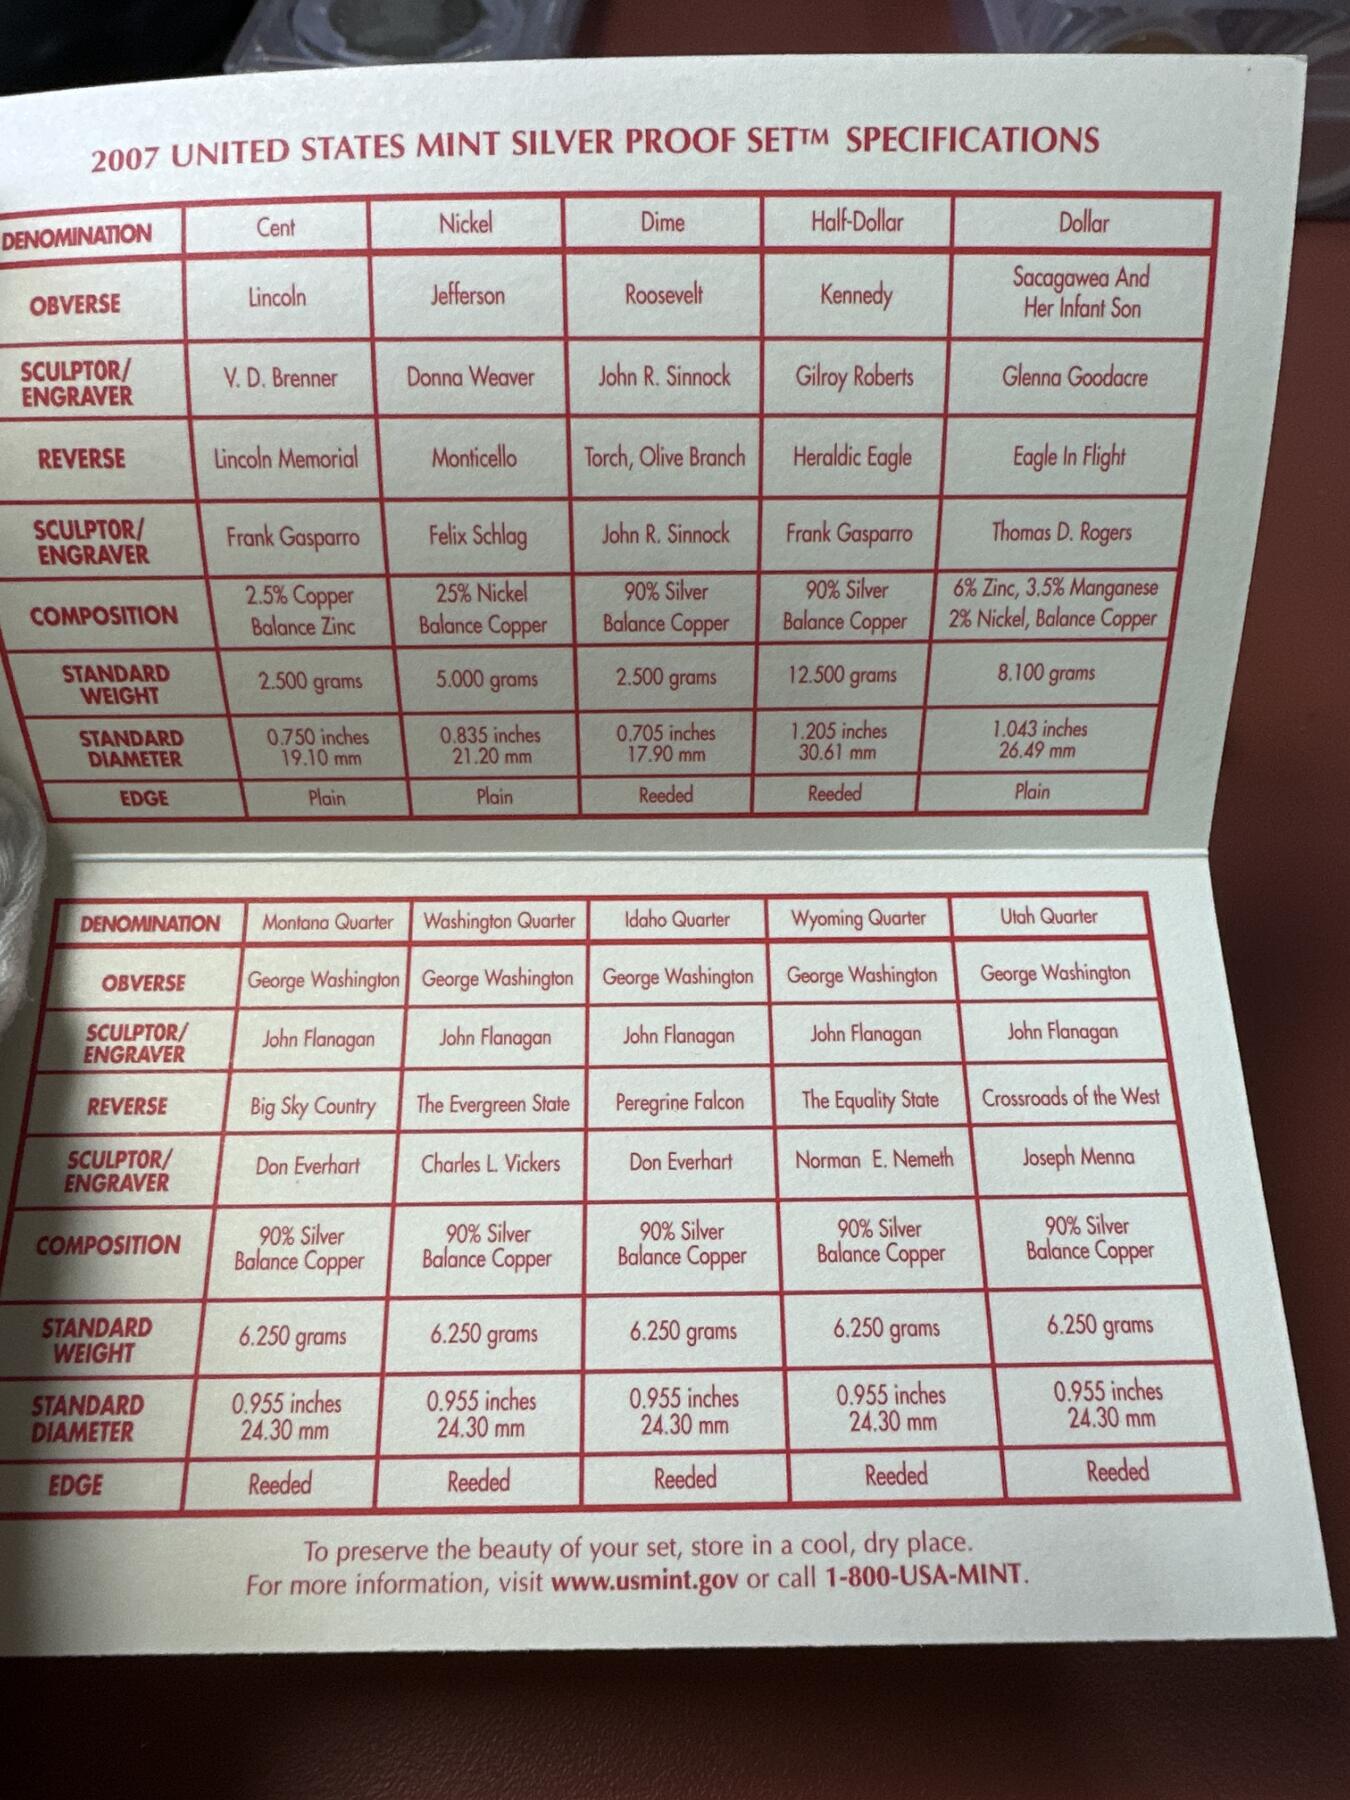 2007 UNITED STATES MINT SILVER PROOF SET™ SPECIFICATIONS
DENOMINATION Cent Nickel Dime Half-Dollar Dollar
OBVERSE Lincoln Jefferson Roosevelt Kennedy Sacagawea And
Her Infant Son
SCULPTOR/
ENGRAVER V. D. Brenner Donna Weaver John R. Sinnock Gilroy Roberts Glenna Goodacre
REVERSE Lincoln Memorial Monticello Torch, Olive Branch Heraldic Eagle Eagle In Flight
SCULPTOR/
ENGRAVER Frank Gasparro Felix Schlag John R. Sinnock Frank Gasparro Thomas D. Rogers
COMPOSITION 2.5% Copper 25% Nickel 90% Silver 90% Silver 6% Zinc, 3.5% Manganese
Balance Zinc Balance Copper Balance Copper Balance Copper 2% Nickel, Balance Copper
STANDARD
WEIGHT 2.500 grams 5.000 grams 2.500 grams 12.500 grams 8.100 grams
STANDARD 0.750 inches 0.835 inches 0.705 inches 1.205 inches 1.043 inches
DIAMETER 19.10 mm 21.20 mm 17.90 mm 30.61 mm 26.49 mm
EDGE Plain Plain Reeded Reeded Plain
DENOMINATION Montana Quarter Washington Quarter Idaho Quarter Wyoming Quarter Utah Quarter
OBVERSE George Washington George Washington George Washington George Washington George Washington
SCULPTOR/
ENGRAVER John Flanagan John Flanagan John Flanagan John Flanagan John Flanagan
REVERSE Big Sky Country The Evergreen State Peregrine Falcon The Equality State Crossroads of the West
SCULPTOR/
ENGRAVER Don Everhart Charles L. Vickers Don Everhart Norman E. Nemeth Joseph Menna
COMPOSITION 90% Silver 90% Silver 90% Silver 90% Silver 90% Silver
Balance Copper Balance Copper Balance Copper Balance Copper Balance Copper
STANDARD
WEIGHT 6.250 grams 6.250 grams 6.250 grams 6.250 grams 6.250 grams
STANDARD 0.955 inches 0.955 inches 0.955 inches 0.955 inches 0.955 inches
DIAMETER 24.30 mm 24.30 mm 24.30 mm 24.30 mm 24.30 mm
EDGE Reeded Reeded Reeded Reeded Reeded
To preserve the beauty of your set, store in a cool, dry place.
For more information, visit www.usmint.gov or call 1-800-USA-MINT.